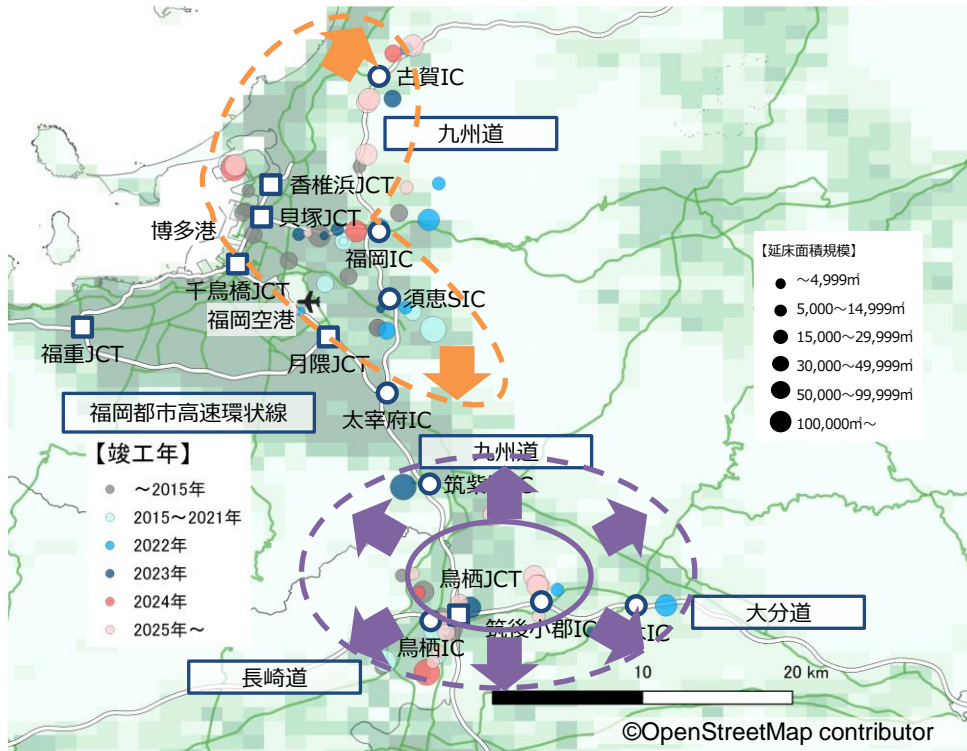 古賀IC
九州道
香椎浜JCT
貝塚JCT
博多港
福岡IC
千鳥橋JCT
福岡空港
須恵SIC
福重JCT
月隈JCT
太宰府IC
福岡都市高速環状線
【延床面積規模】
～4,999㎡
5,000～14,999㎡
15,000～29,999㎡
30,000～49,999㎡
50,000～99,999㎡
100,000㎡～
【竣工年】
～2015年
2015～2021年
2022年
2023年
2024年
2025年～
九州道
筑紫
鳥栖JCT
筑後小郡IC
IC
大分道
鳥栖IC
長崎道
10
20 km
©OpenStreetMap contributor